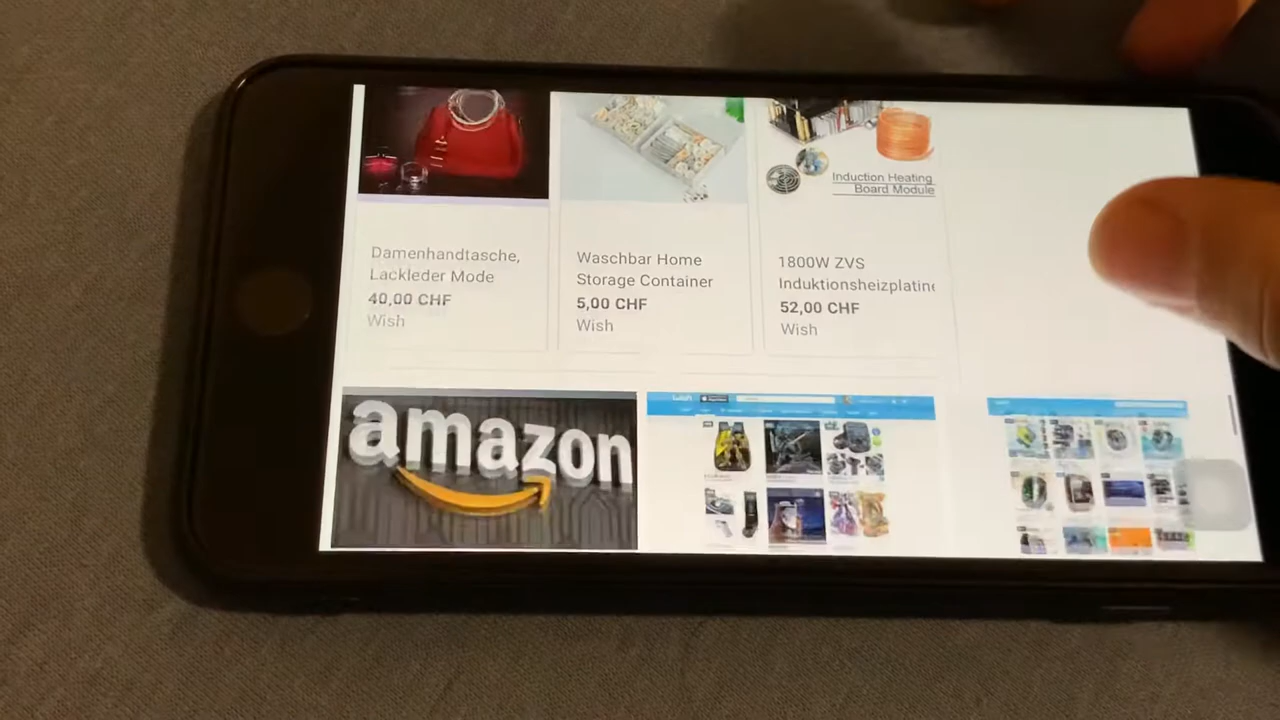 Induction Heating
Board Module
Damenhandtasche,
Lackleder Mode
40,00 CHF
Wish
Waschbar Home
Storage Container
5,00 CHF
Wish
1800W ZVS
Induktionsheizplatine
52,00 CHF
Wish
amazon